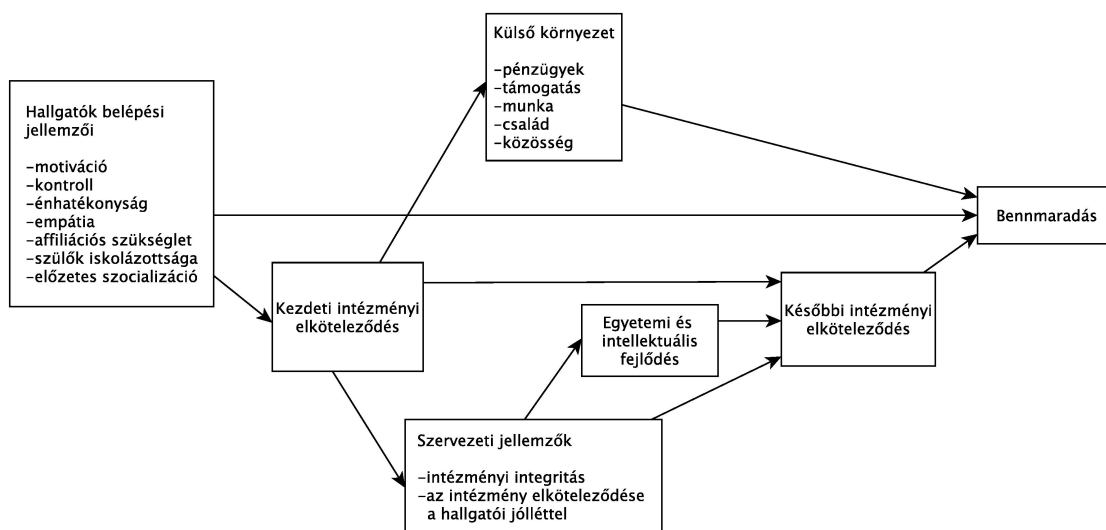 Hallgatók belépési
jellemzői
-motiváció
-kontroll
-énhatékonyság
-empátia
-affiliációs szükséglet
-szülők iskolázottsága
-előzetes szocializáció
Kezdeti intézményi
elköteleződés
Külső környezet
-pénzügyek
-támogatás
-munka
-család
-közösség
Szervezeti jellemzők
-intézményi integritás
-az intézmény elköteleződése
a hallgatói jólléttel
Egyetemi és
intellektuális
fejlődés
Későbbi intézményi
elköteleződés
Bennmaradás